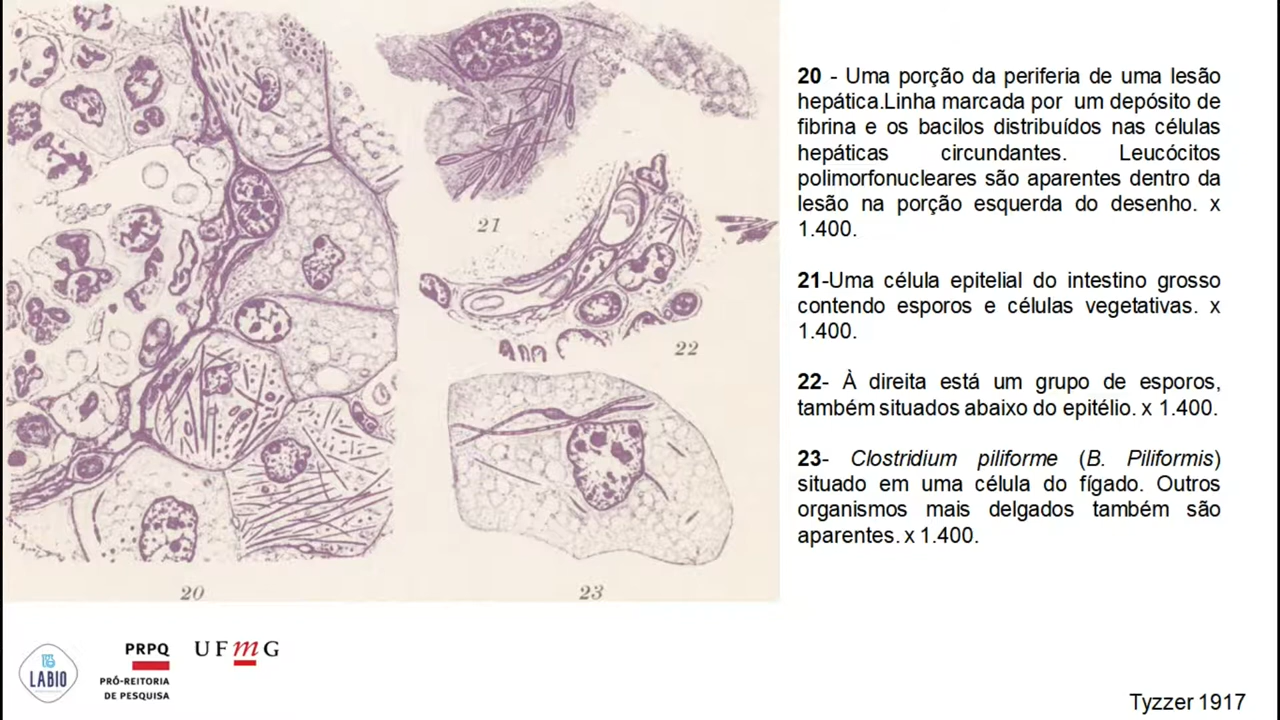 20 - Uma porção da periferia de uma lesão
hepática.Linha marcada por um depósito de
fibrina e os bacilos distribuídos nas células
hepáticas circundantes. Leucócitos
polimorfonucleares são aparentes dentro da
lesão na porção esquerda do desenho. x
1.400.
21-Uma célula epitelial do intestino grosso
contendo esporos e células vegetativas. x
1.400.
22- À direita está um grupo de esporos,
também situados abaixo do epitélio. x 1.400.
23- Clostridium piliforme (B. Piliformis)
situado em uma célula do fígado. Outros
organismos mais delgados também são
aparentes. x 1.400.
21
22
20
23
LABIO
PRPQ
PRÓ-REITORIA
DE PESQUISA
UFmG
Tyzzer 1917